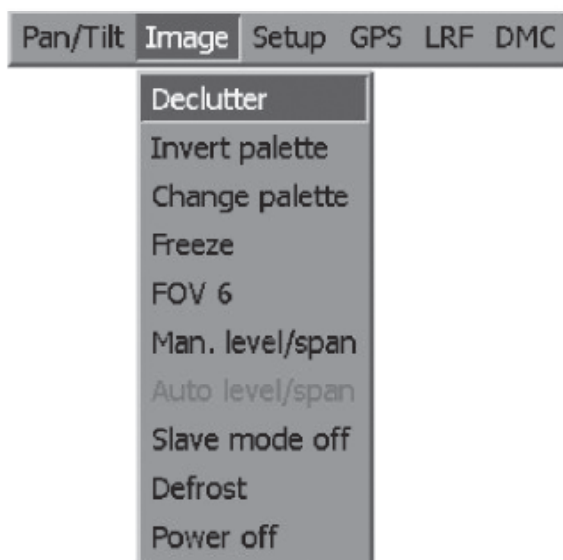 Pan/Tilt Image Setup GPS LRF DMC
Declutter
Invert palette
Change palette
Freeze
FOV 6
Man. level/span
Auto level/span
Slave mode off
Defrost
Power off